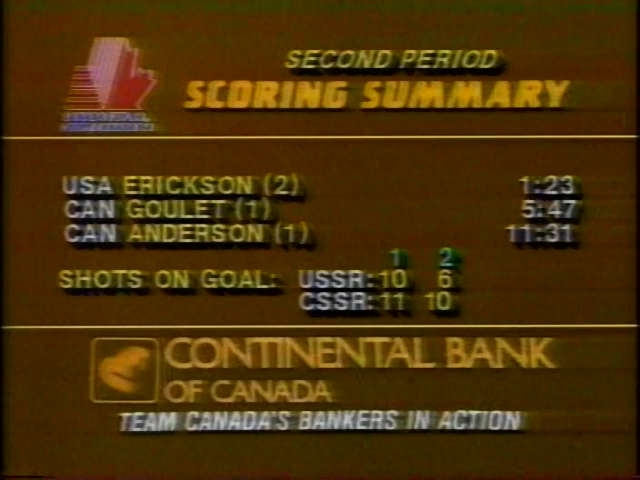 SECOND PERIOD
SCORING SUMMARY
USA ERICKSON (2) 1:23
CAN GOULET (1) 5:47
CAN ANDERSON (1) 11:31
1 2
SHOTS ON GOAL: USSR: 10 6
CSSR: 11 10
CONTINENTAL BANK
OF CANADA
TEAM CANADA'S BANKERS IN ACTION